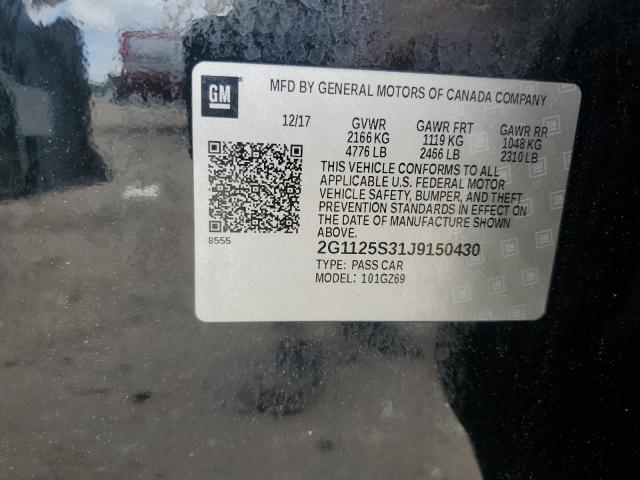 GM
MFD BY GENERAL MOTORS OF CANADA COMPANY
12/17 GVWR GAWR FRT GAWR RR
2166 KG 1119 KG 1048 KG
4776 LB 2466 LB 2310 LB
THIS VEHICLE CONFORMS TO ALL
APPLICABLE U.S. FEDERAL MOTOR
VEHICLE SAFETY, BUMPER, AND THEFT
PREVENTION STANDARDS IN EFFECT ON
THE DATE OF MANUFACTURE SHOWN
ABOVE.
8555
2G1125S31J9150430
TYPE: PASS CAR
MODEL: 101GZ69